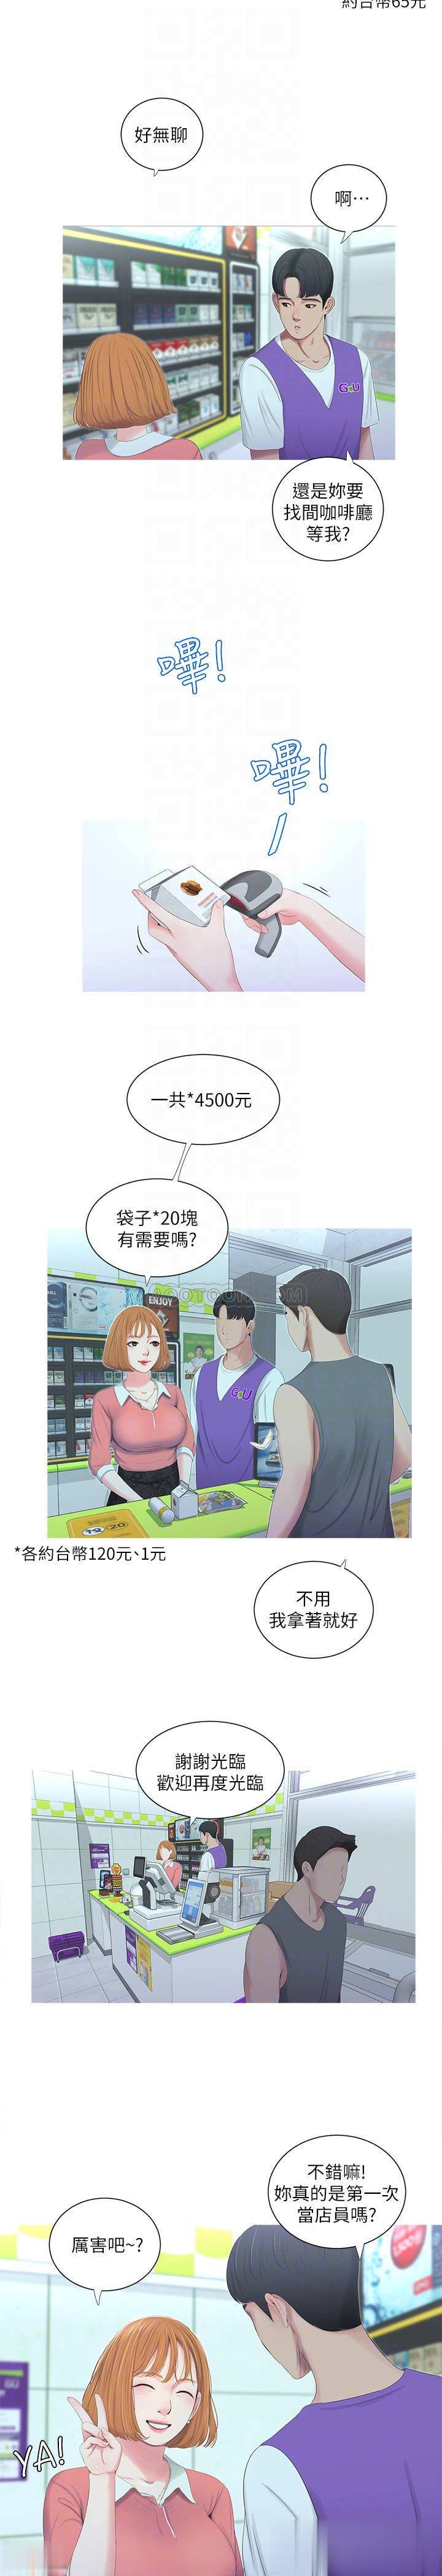 約台幣65元
好無聊
啊…
GOU
還是妳要
找間咖啡廳
等我?
嗶!
嗶!
一共*4500元
袋子*20塊
有需要嗎?
ENJOY
GOU
*各約台幣120元、1元
不用
我拿著就好
謝謝光臨
歡迎再度光臨
不錯嘛!
妳真的是第一次
當店員嗎?
厲害吧~?
YA!